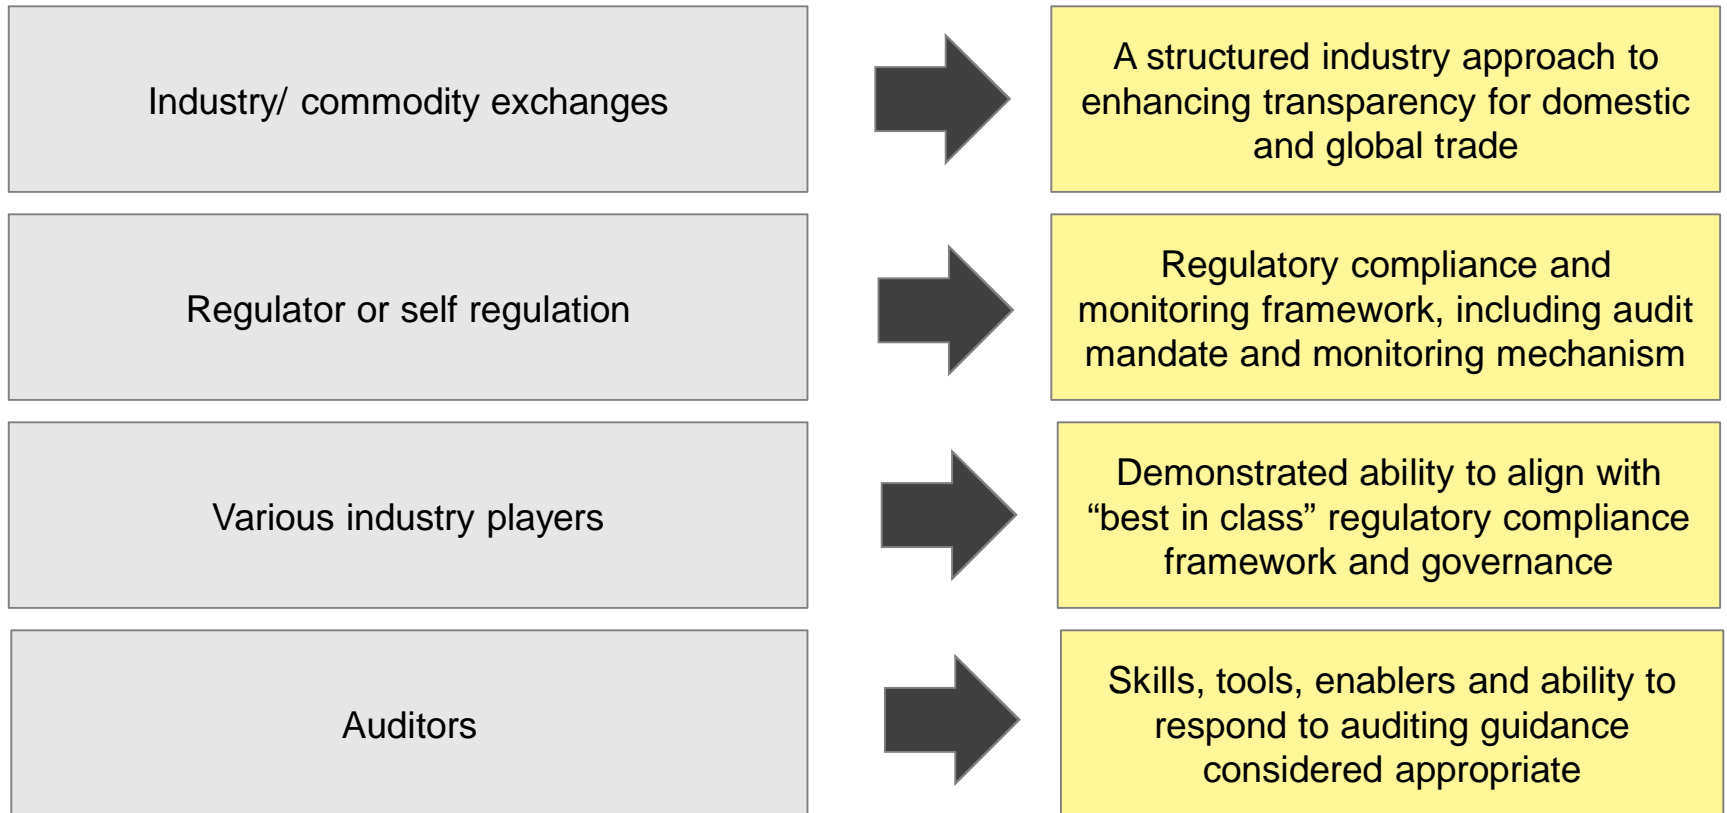 Industry/ commodity exchanges
A structured industry approach to
enhancing transparency for domestic
and global trade
Regulator or self regulation
Regulatory compliance and
monitoring framework, including audit
mandate and monitoring mechanism
Various industry players
Demonstrated ability to align with
“best in class” regulatory compliance
framework and governance
Auditors
Skills, tools, enablers and ability to
respond to auditing guidance
considered appropriate